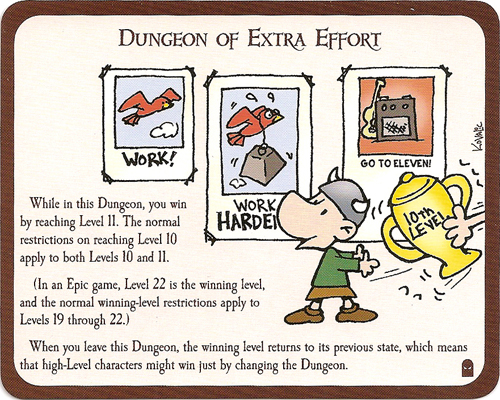 DUNGEON OF EXTRA EFFORT
WORK!
WORK
HARDER
GO TO ELEVEN!
Kovalic
10TH
LEVEL
While in this Dungeon, you win
by reaching Level 11. The normal
restrictions on reaching Level 10
apply to both Levels 10 and 11.
(In an Epic game, Level 22 is the winning level,
and the normal winning-level restrictions apply to
Levels 19 through 22.)
When you leave this Dungeon, the winning level returns to its previous state, which means
that high-Level characters might win just by changing the Dungeon.